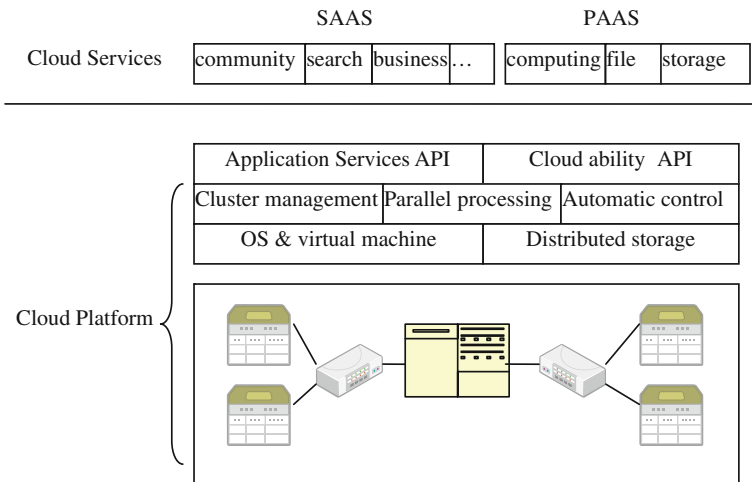 SAAS PAAS
Cloud Services community search business ... computing file storage
Application Services API Cloud ability API
Cluster management Parallel processing Automatic control
OS & virtual machine Distributed storage
Cloud Platform